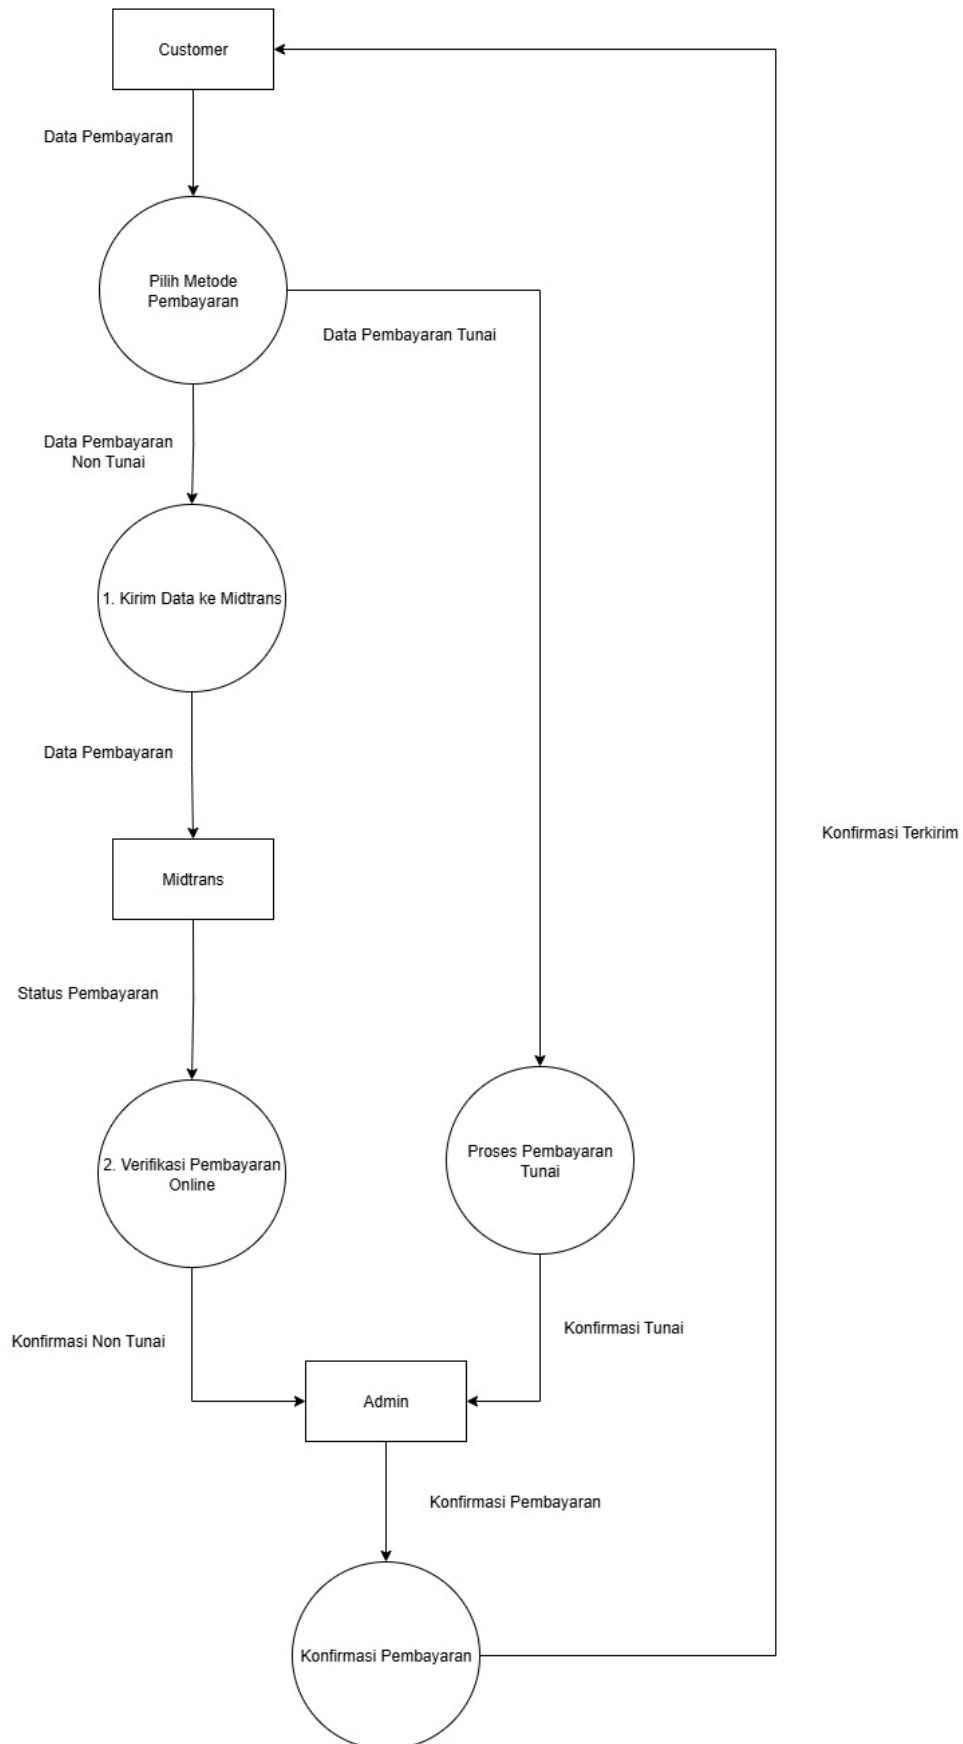 Customer
Data Pembayaran
Pilih Metode
Pembayaran
Data Pembayaran Tunai
Data Pembayaran
Non Tunai
1. Kirim Data ke Midtrans
Data Pembayaran
Konfirmasi Terkirim
Midtrans
Status Pembayaran
2. Verifikasi Pembayaran
Online
Proses Pembayaran
Tunai
Konfirmasi Non Tunai
Konfirmasi Tunai
Admin
Konfirmasi Pembayaran
Konfirmasi Pembayaran